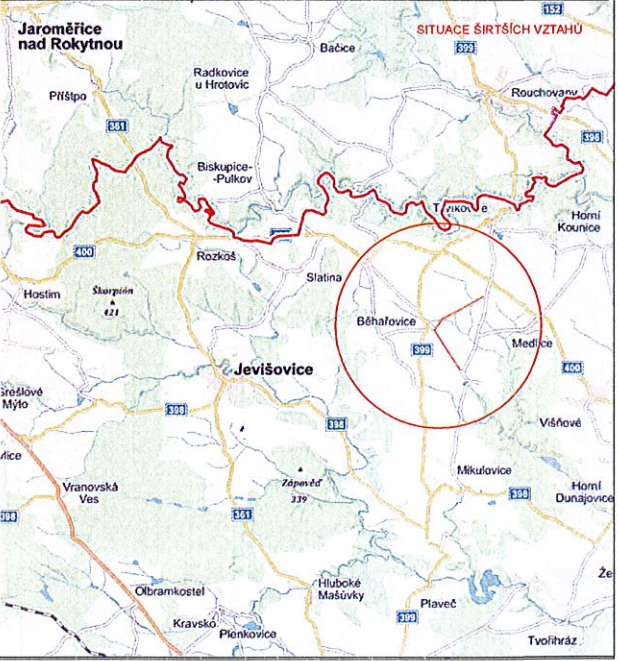 152
Jaroměřice
nad Rokytnou
SITUACE ŠIRTŠÍCH VZTAHŮ
Bačice
399
Radkovice
u Hrotovic
Příštpo
Rouchovany
361
396
Biskupice-
-Pulkov
Horní
Kounice
400
Rozkoš
Slatina
Hostim
Škorpión
421
Běhařovice
399
Medlice
Jevišovice
400
Mýto
398
398
Višňové
Mikulovice
Vranovská
Ves
Zápověď
339
398
Horní
Dunajovice
398
361
Hluboké
Mašůvky
Olbramkostel
Plaveč
399
Kravsko
Plenkovice
Tvořihráz